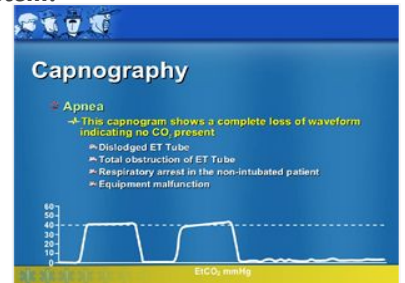 Capnography
Apnea
This capnogram shows a complete loss of waveform
indicating no CO2 present
Dislodged ET Tube
Total obstruction of ET Tube
Respiratory arrest in the non-intubated patient
Equipment malfunction
60
50
40
30
20
10
0
EtCO2 mmHg